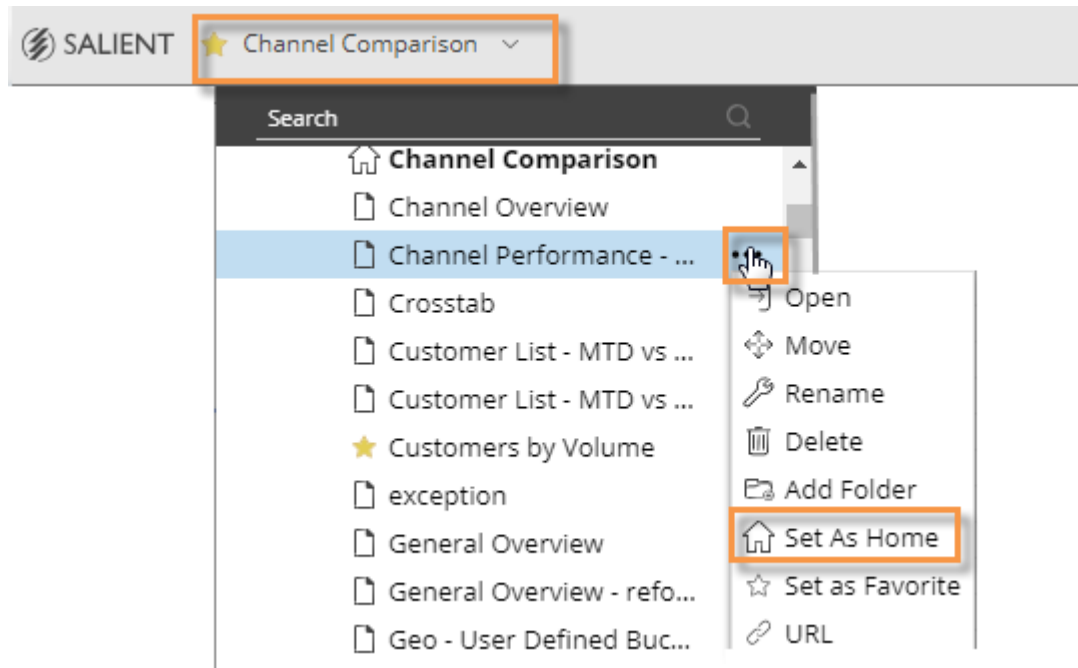 SALIENT
Channel Comparison
Search
Channel Comparison
Channel Overview
Channel Performance - ...
Crosstab
Customer List - MTD vs ...
Customer List - MTD vs ...
Customers by Volume
exception
General Overview
General Overview - refo...
Geo - User Defined Buc...
Open
Move
Rename
Delete
Add Folder
Set As Home
Set as Favorite
URL